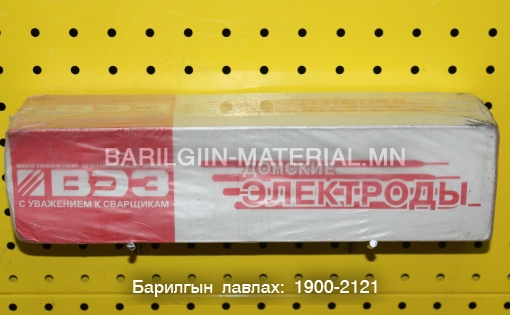 BARILGIIN-MATERIAL.MN
ВЭЗ
С УВАЖЕНИЕМ К СВАРЩИКАМ
ДОНСКИЕ
ЭЛЕКТРОДЫ
Барилгын лавлах: 1900-2121